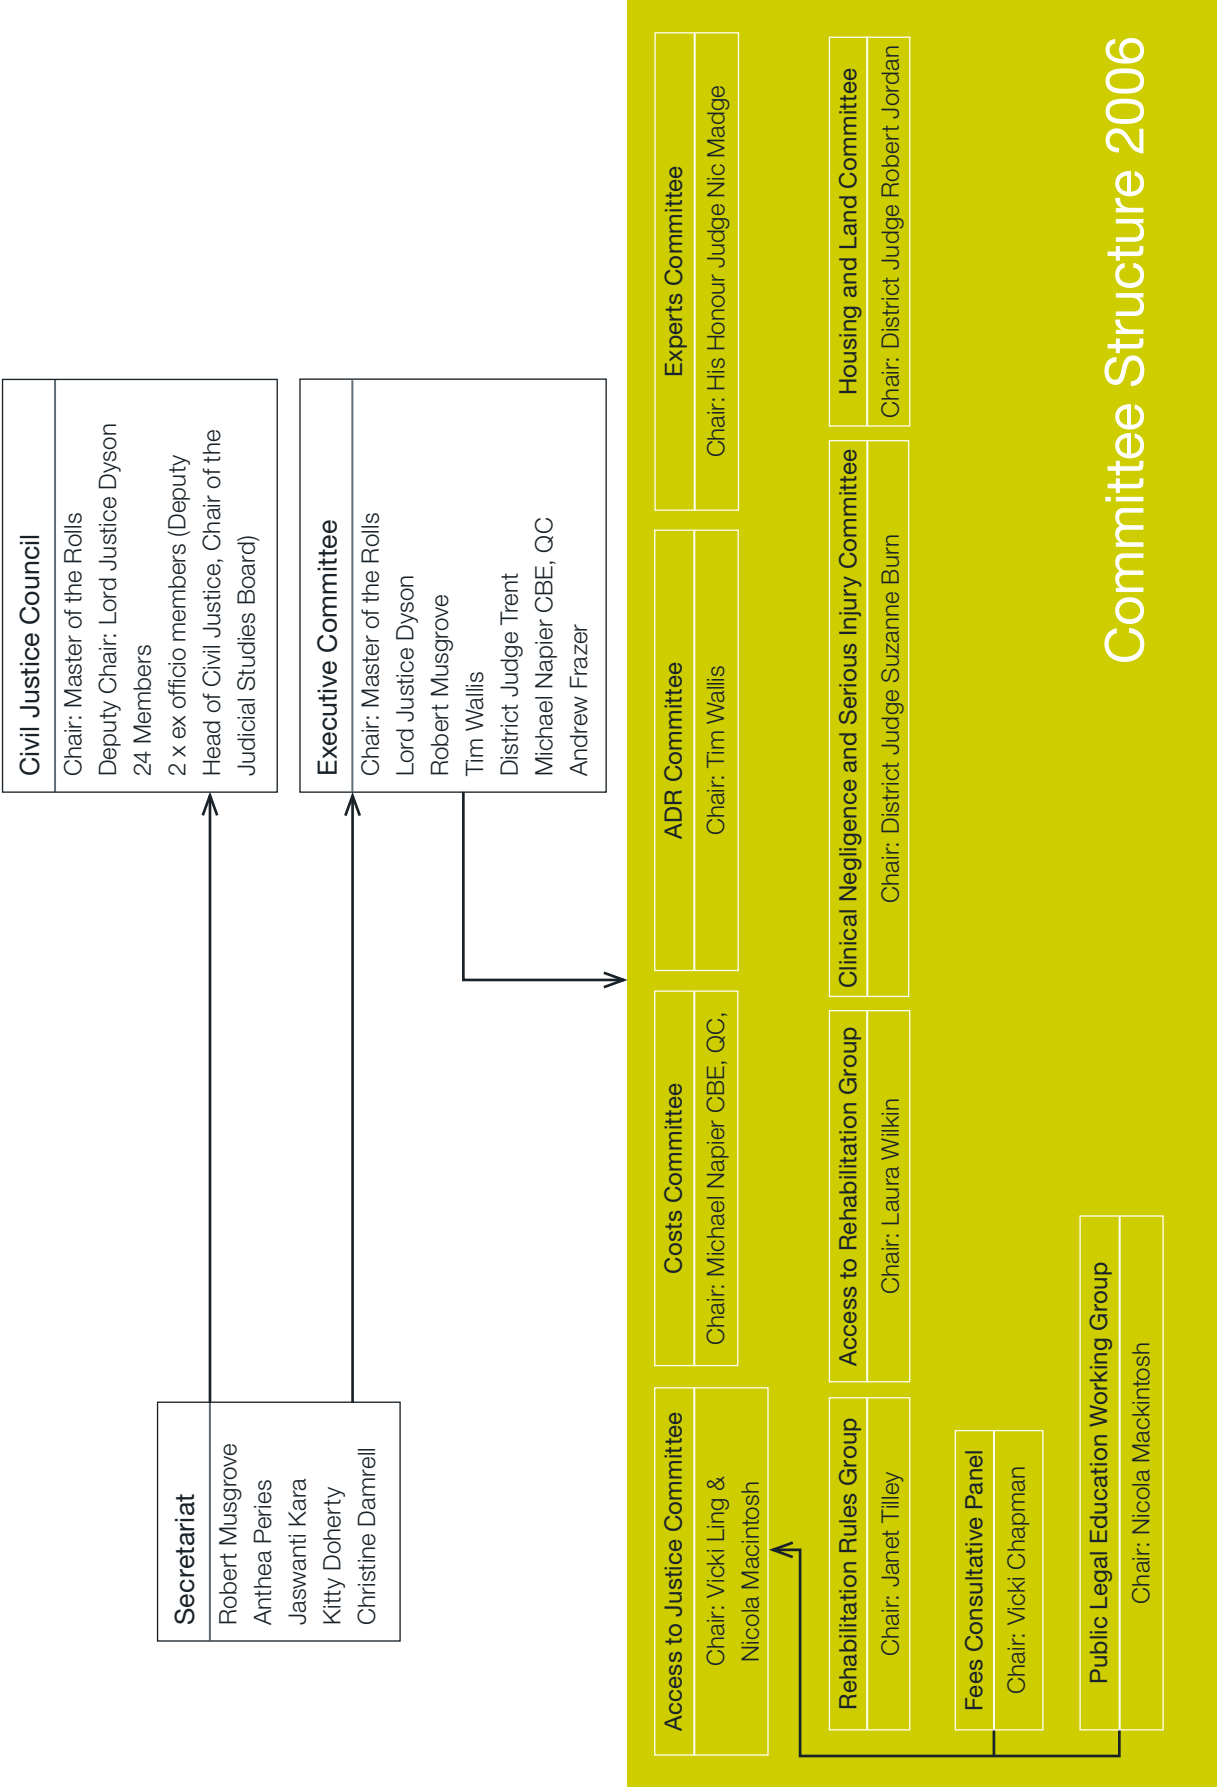 Civil Justice Council
Chair: Master of the Rolls
Deputy Chair: Lord Justice Dyson
24 Members
2 x ex officio members (Deputy
Head of Civil Justice, Chair of the
Judicial Studies Board)
Secretariat
Robert Musgrove
Anthea Peries
Jaswanti Kara
Kitty Doherty
Christine Damrell
Executive Committee
Chair: Master of the Rolls
Lord Justice Dyson
Robert Musgrove
Tim Wallis
District Judge Trent
Michael Napier CBE, QC
Andrew Frazer
Access to Justice Committee
Chair: Vicki Ling &
Nicola Macintosh
Costs Committee
Chair: Michael Napier CBE, QC,
ADR Committee
Chair: Tim Wallis
Experts Committee
Chair: His Honour Judge Nic Madge
Rehabilitation Rules Group
Chair: Janet Tilley
Access to Rehabilitation Group
Chair: Laura Wilkin
Clinical Negligence and Serious Injury Committee
Chair: District Judge Suzanne Burn
Housing and Land Committee
Chair: District Judge Robert Jordan
Fees Consultative Panel
Chair: Vicki Chapman
Public Legal Education Working Group
Chair: Nicola Mackintosh
Committee Structure 2006